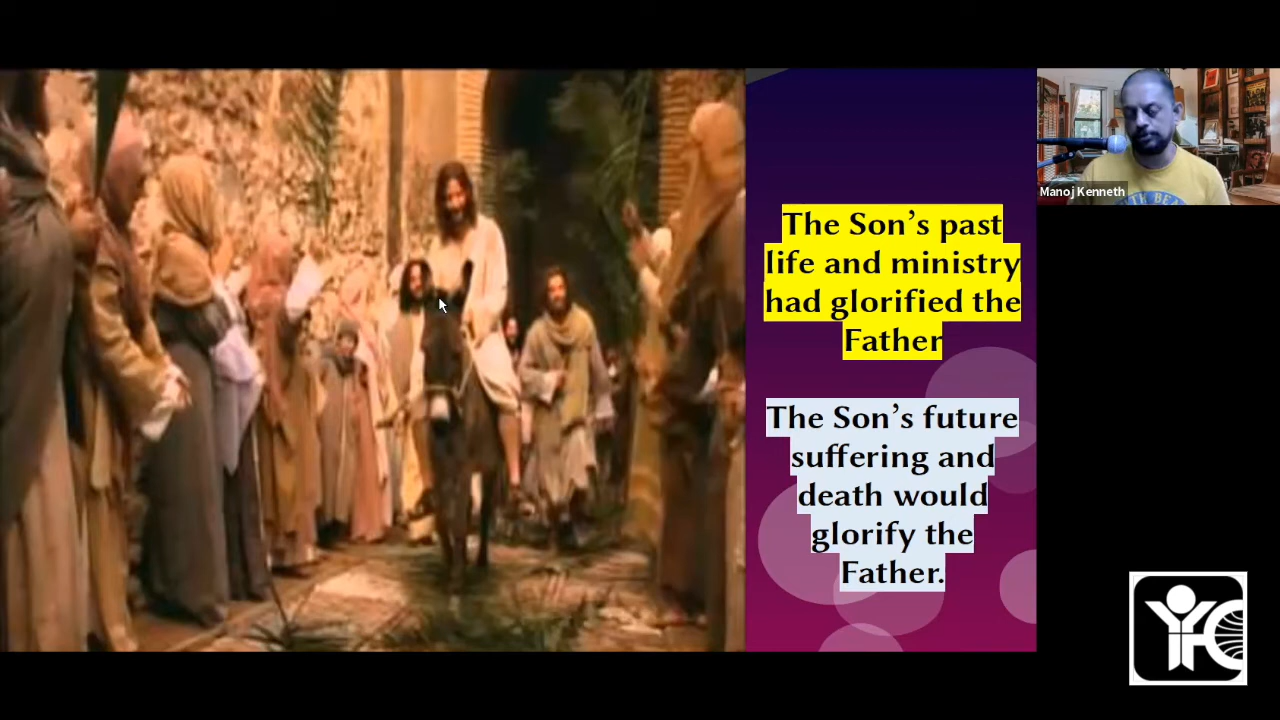 The Son’s past
life and ministry
had glorified the
Father
The Son’s future
suffering and
death would
glorify the
Father.
Manoj Kenneth
YFC